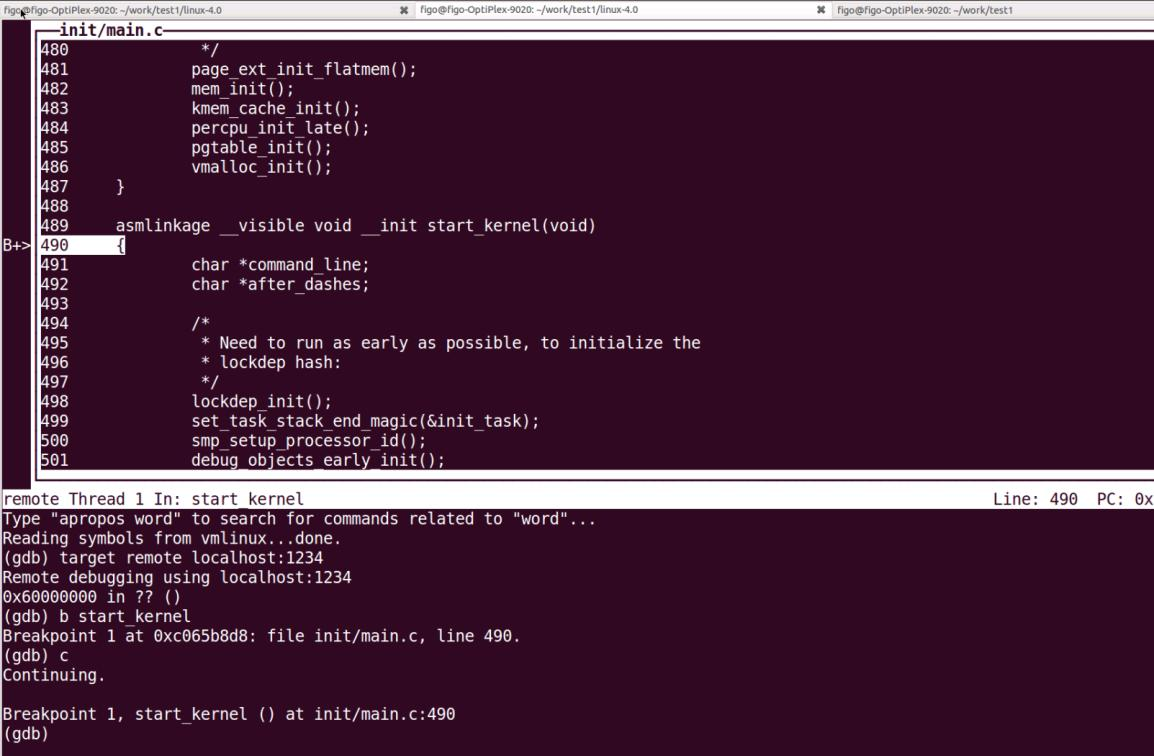 figo@figo-OptiPlex-9020: ~/work/test1/linux-4.0 ✖ figo@figo-OptiPlex-9020: ~/work/test1/linux-4.0 ✖ figo@figo-OptiPlex-9020: ~/work/test1
init/main.c
480 */
481 page_ext_init_flatmem();
482 mem_init();
483 kmem_cache_init();
484 percpu_init_late();
485 pgtable_init();
486 vmalloc_init();
487 }
488
489 asmlinkage __visible void __init start_kernel(void)
B+> 490 {
491 char *command_line;
492 char *after_dashes;
493
494 /*
495 * Need to run as early as possible, to initialize the
496 * lockdep hash:
497 */
498 lockdep_init();
499 set_task_stack_end_magic(&init_task);
500 smp_setup_processor_id();
501 debug_objects_early_init();
remote Thread 1 In: start_kernel Line: 490 PC: 0x
Type "apropos word" to search for commands related to "word"...
Reading symbols from vmlinux...done.
(gdb) target remote localhost:1234
Remote debugging using localhost:1234
0x60000000 in ?? ()
(gdb) b start_kernel
Breakpoint 1 at 0xc065b8d8: file init/main.c, line 490.
(gdb) c
Continuing.
Breakpoint 1, start_kernel () at init/main.c:490
(gdb)